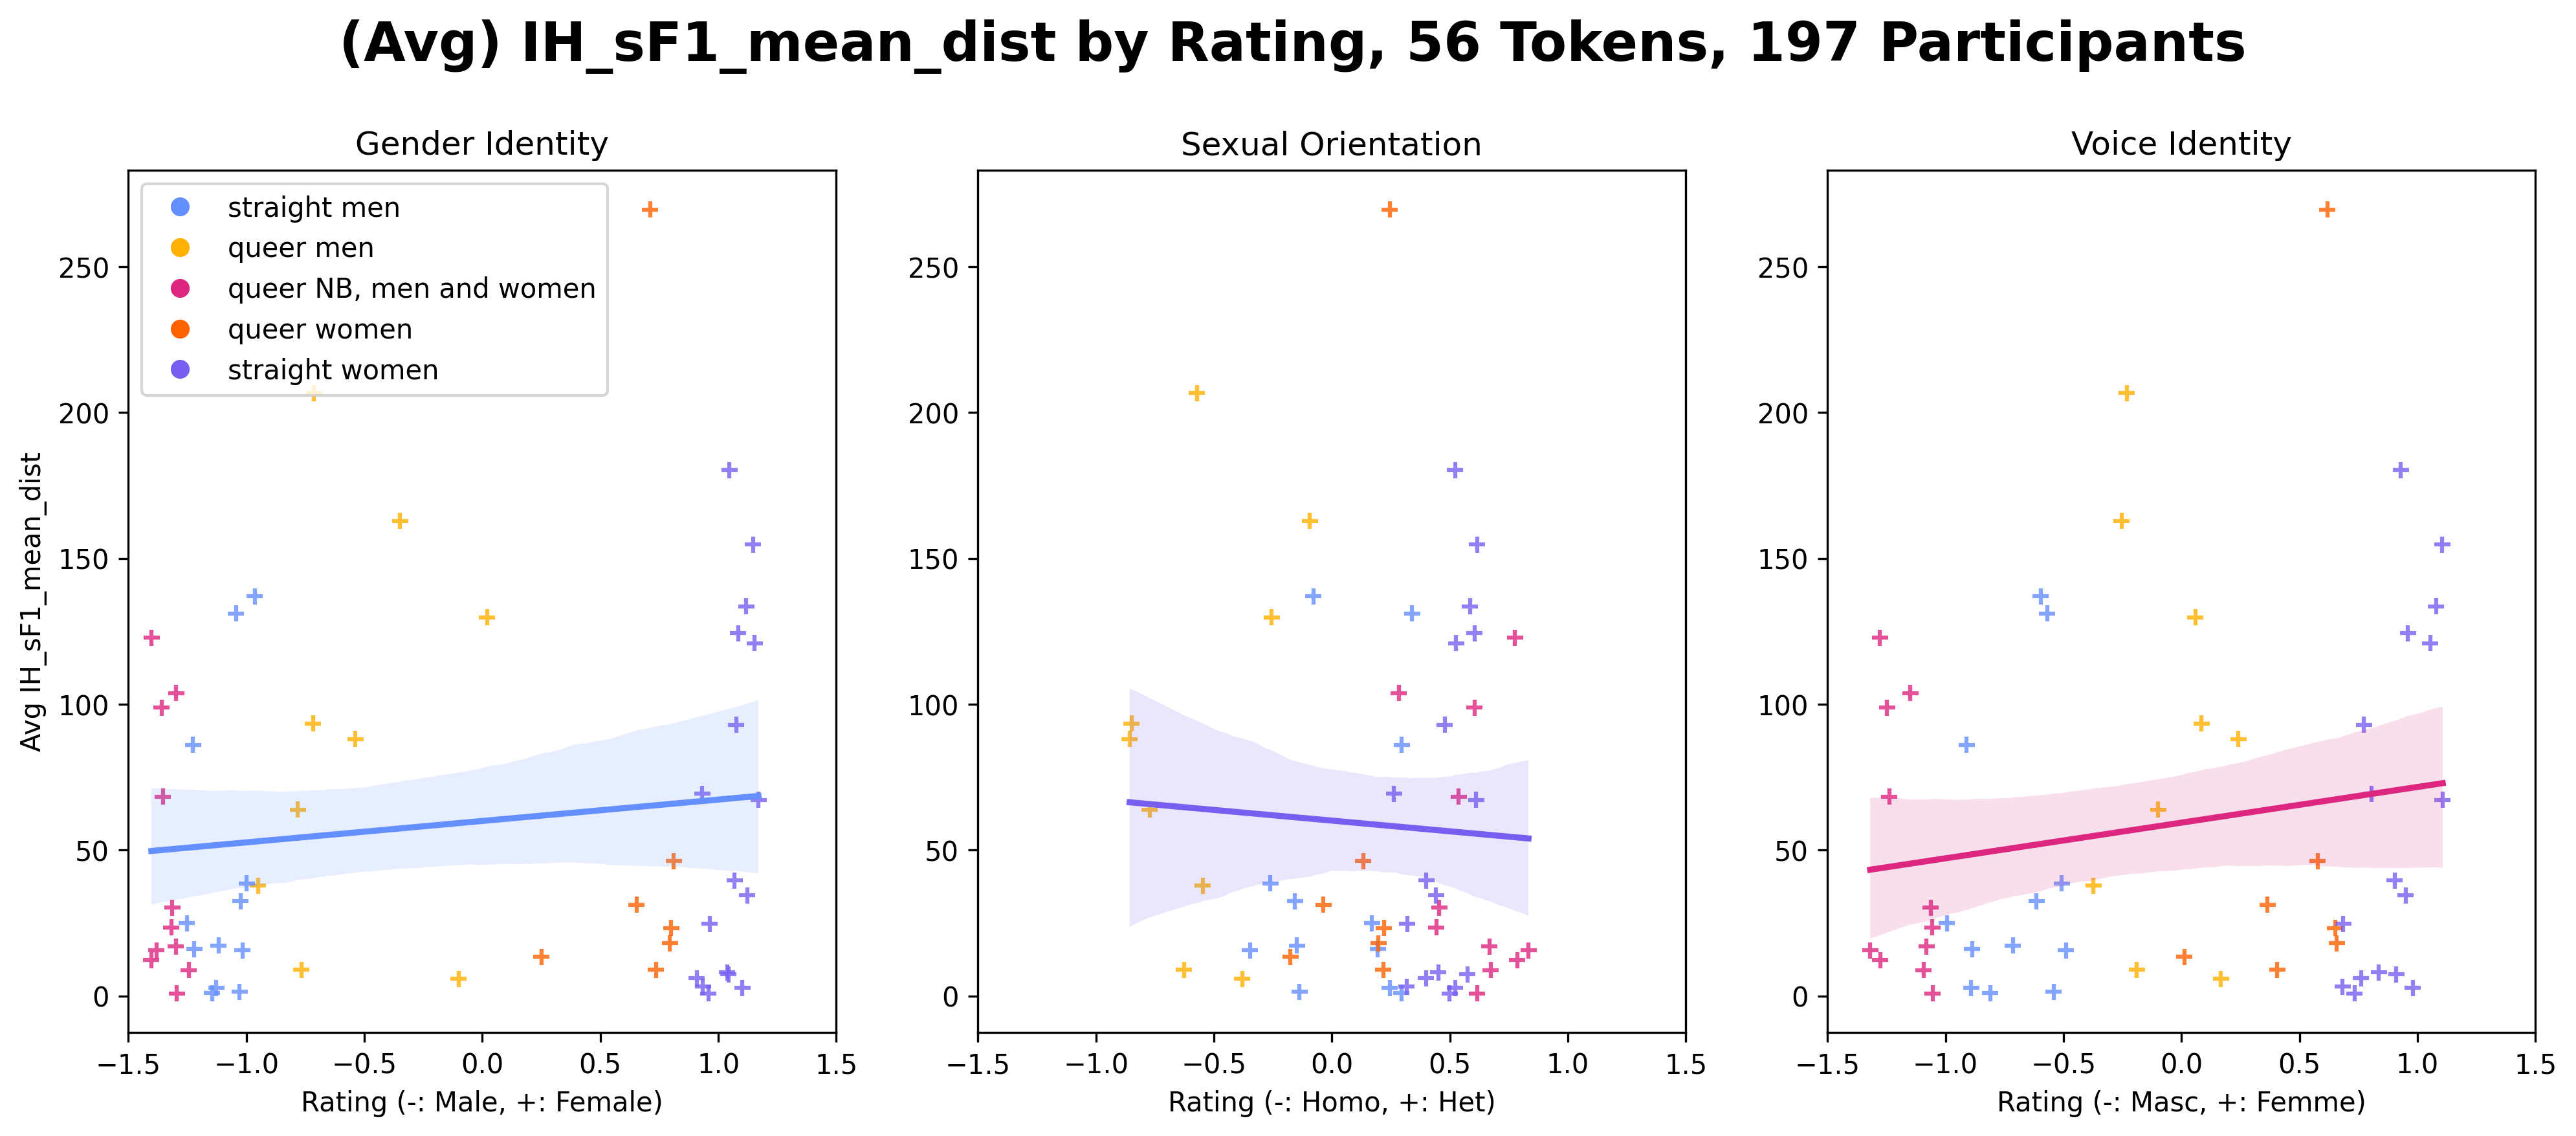 (Avg) IH_sF1_mean_dist by Rating, 56 Tokens, 197 Participants
Gender Identity
straight men
queer men
queer NB, men and women
queer women
straight women
Avg IH_sF1_mean_dist
250
200
150
100
50
0
−1.5 −1.0 −0.5 0.0 0.5 1.0 1.5
Rating (-: Male, +: Female)
Sexual Orientation
250
200
150
100
50
0
−1.5 −1.0 −0.5 0.0 0.5 1.0 1.5
Rating (-: Homo, +: Het)
Voice Identity
250
200
150
100
50
0
−1.5 −1.0 −0.5 0.0 0.5 1.0 1.5
Rating (-: Masc, +: Femme)